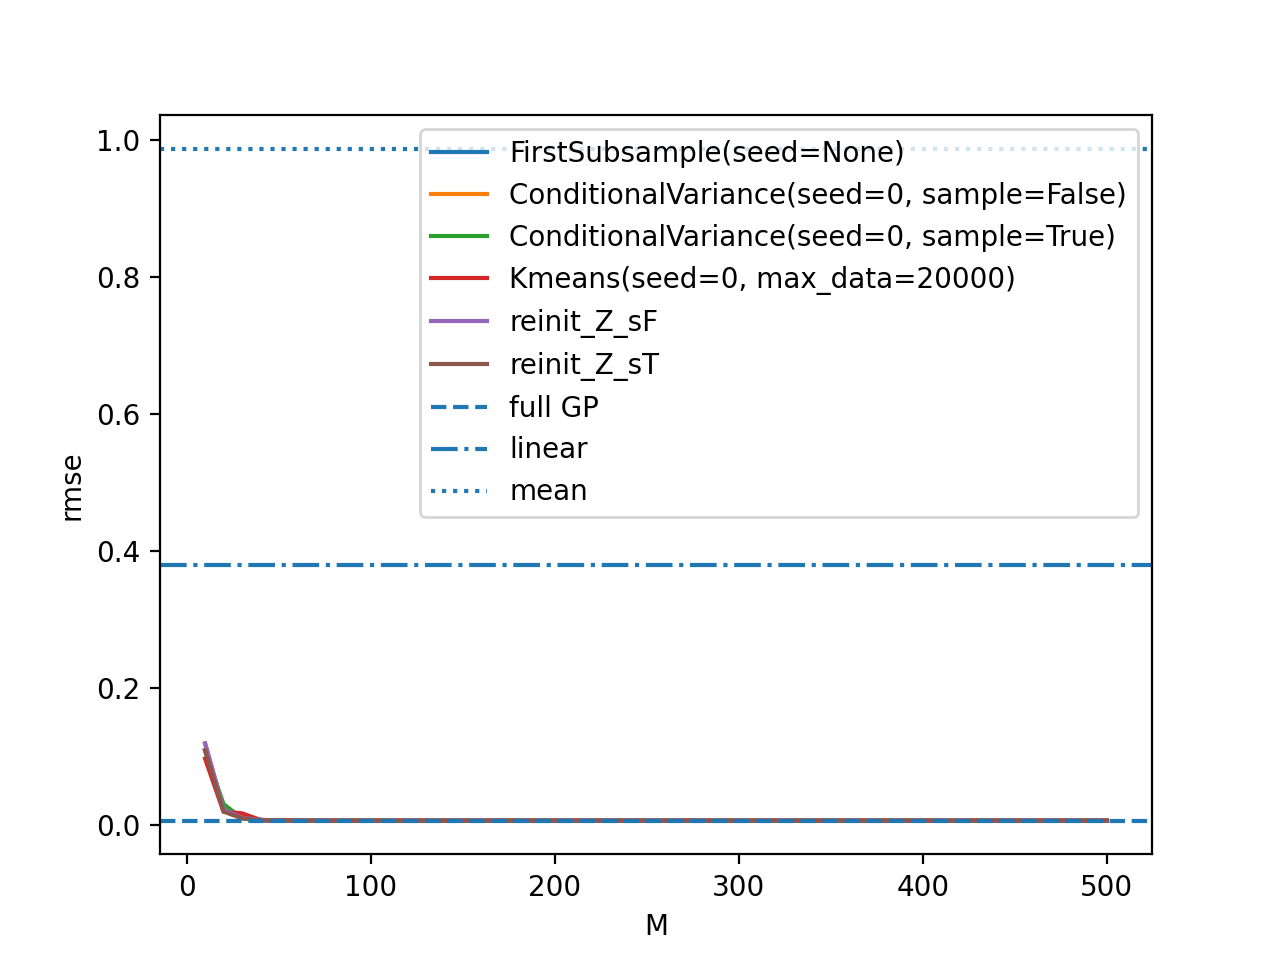 1.0
0.8
0.6
0.4
0.2
0.0
rmse
FirstSubsample(seed=None)
ConditionalVariance(seed=0, sample=False)
ConditionalVariance(seed=0, sample=True)
Kmeans(seed=0, max_data=20000)
reinit_Z_sF
reinit_Z_sT
full GP
linear
mean
0 100 200 300 400 500
M